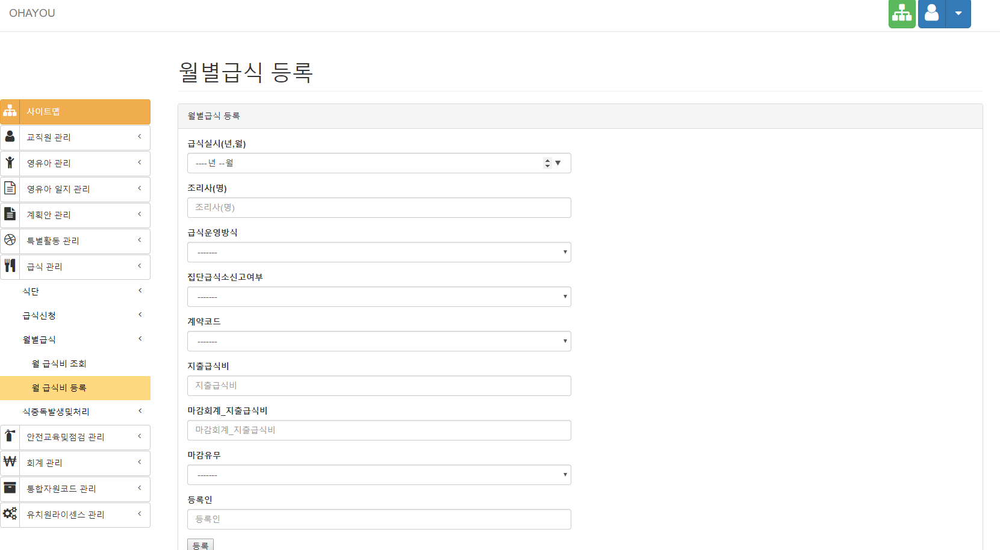 OHAYOU
월별급식 등록
사이트맵
교직원 관리
영유아 관리
영유아 일지 관리
계획안 관리
특별활동 관리
급식 관리
식단
급식신청
월별급식
월 급식비 조회
월 급식비 등록
식중독발생및처리
안전교육및점검 관리
회계 관리
통합자원코드 관리
유치원라이센스 관리
월별급식 등록
급식실시(년,월)
----년 --월
조리사(명)
조리사(명)
급식운영방식
-------
집단급식소신고여부
-------
계약코드
-------
지출급식비
지출급식비
마감회계_지출급식비
마감회계_지출급식비
마감유무
-------
등록인
등록인
등록